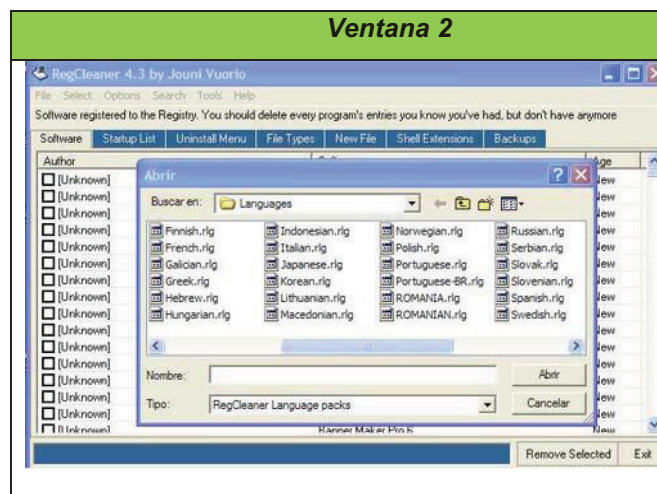 Ventana 2
RegCleaner 4.3 by Jouni Vuorio
File Select Options Search Tools Help
Software registered to the Registry. You should delete every program's entries you know you've had, but don't have anymore
Software Startup List Uninstall Menu File Types New File Shell Extensions Backups
Author Age
[Unknown] New
Abrir
[Unknown] New
Buscar en: Languages
[Unknown] New
Finnish.rlg Indonesian.rlg Norwegian.rlg Russian.rlg
French.rlg Italian.rlg Polish.rlg Serbian.rlg
Galician.rlg Japanese.rlg Portuguese.rlg Slovak.rlg
Greek.rlg Korean.rlg Portuguese-BR.rlg Slovenian.rlg
Hebrew.rlg Lithuanian.rlg ROMANIA.rlg Spanish.rlg
Hungarian.rlg Macedonian.rlg ROMANIAN.rlg Swedish.rlg
[Unknown] New
[Unknown] New
[Unknown] New
[Unknown] New
[Unknown] New
[Unknown] New
[Unknown] New
[Unknown] New
Nombre: Abrir
[Unknown] New
[Unknown] New
Tipo: RegCleaner Language packs Cancelar
[Unknown] New
[Unknown] Banner Maker Pro 6 New
Remove Selected Exit